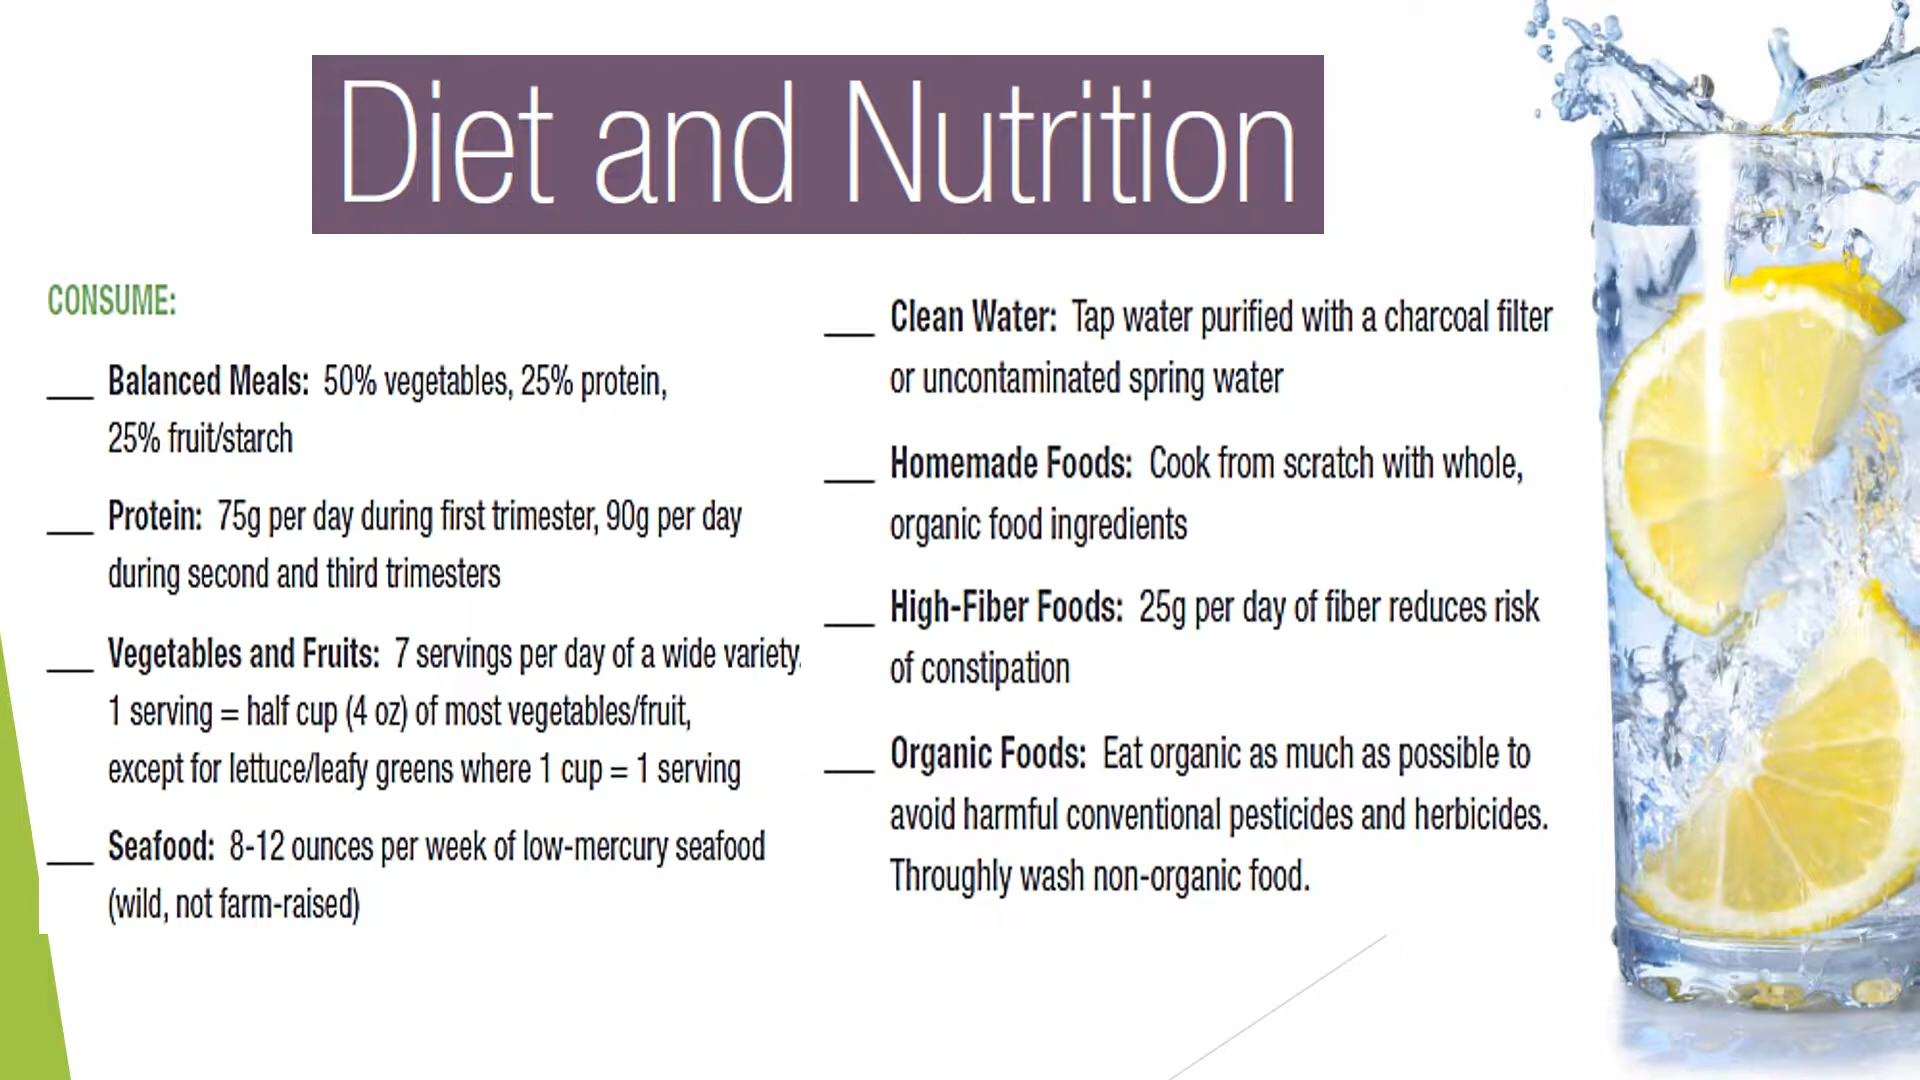 Diet and Nutrition
CONSUME:
___ Balanced Meals: 50% vegetables, 25% protein,
25% fruit/starch
___ Protein: 75g per day during first trimester, 90g per day
during second and third trimesters
___ Vegetables and Fruits: 7 servings per day of a wide variety.
1 serving = half cup (4 oz) of most vegetables/fruit,
except for lettuce/leafy greens where 1 cup = 1 serving
___ Seafood: 8-12 ounces per week of low-mercury seafood
(wild, not farm-raised)
___ Clean Water: Tap water purified with a charcoal filter
or uncontaminated spring water
___ Homemade Foods: Cook from scratch with whole,
organic food ingredients
___ High-Fiber Foods: 25g per day of fiber reduces risk
of constipation
___ Organic Foods: Eat organic as much as possible to
avoid harmful conventional pesticides and herbicides.
Throughly wash non-organic food.